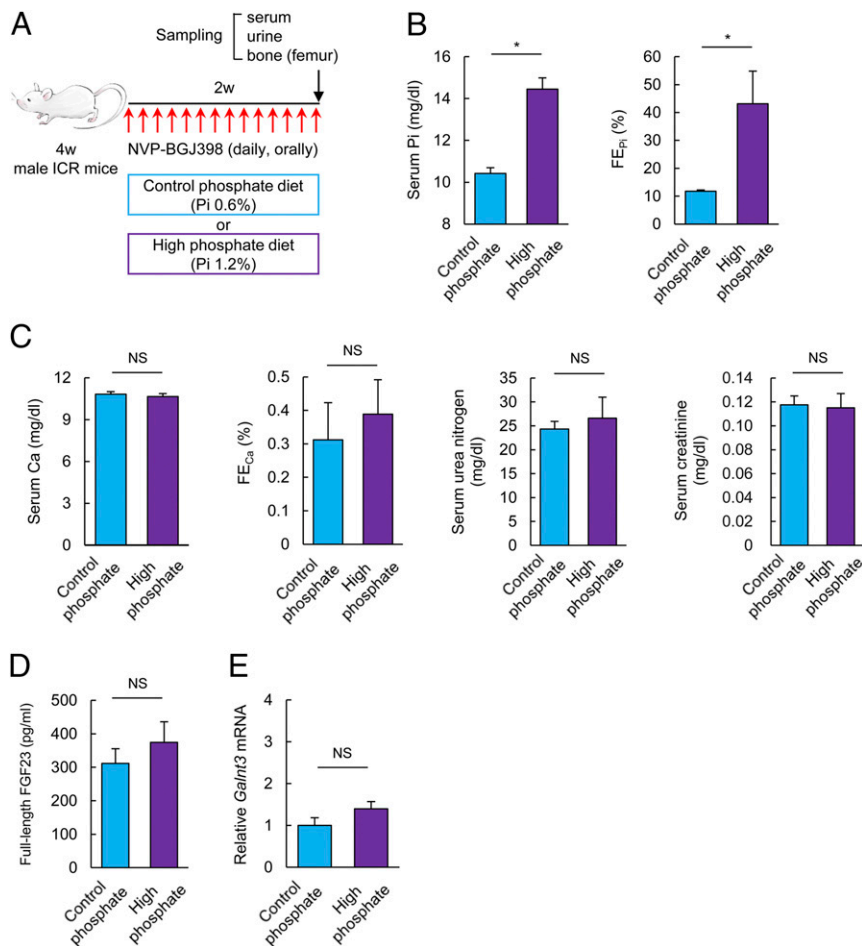 A
Sampling
serum
urine
bone (femur)
2w
4w
male ICR mice
NVP-BGJ398 (daily, orally)
Control phosphate diet
(Pi 0.6%)
or
High phosphate diet
(Pi 1.2%)
B
Serum Pi (mg/dl)
16
14
12
10
8
*
Control
phosphate
High
phosphate
FEPi (%)
60
50
40
30
20
10
0
*
Control
phosphate
High
phosphate
C
Serum Ca (mg/dl)
12
9
6
3
0
NS
Control
phosphate
High
phosphate
FECa (%)
0.5
0.4
0.3
0.2
0.1
0
NS
Control
phosphate
High
phosphate
Serum urea nitrogen
(mg/dl)
35
30
25
20
15
10
5
0
NS
Control
phosphate
High
phosphate
Serum creatinine
(mg/dl)
0.12
0.10
0.08
0.06
0.04
0.02
0
NS
Control
phosphate
High
phosphate
D
Full-length FGF23 (pg/ml)
500
400
300
200
100
0
NS
Control
phosphate
High
phosphate
E
Relative Galnt3 mRNA
4
3
2
1
0
NS
Control
phosphate
High
phosphate